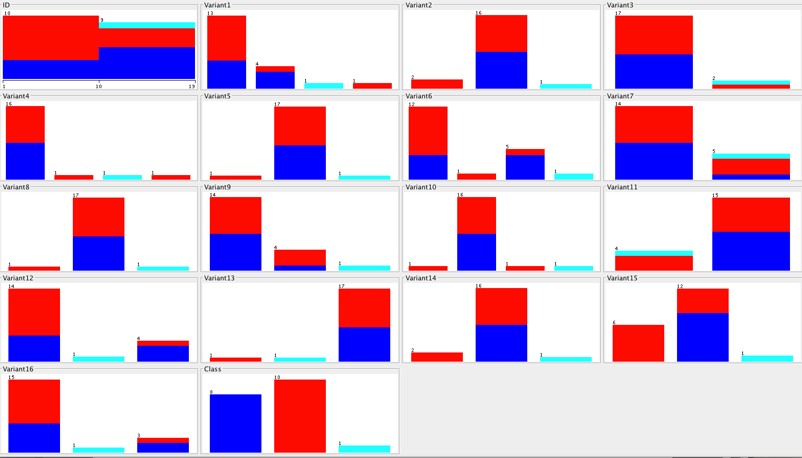 ID
10
9
1 10 19
Variant1
13 4 1 1
Variant2
2 16 1
Variant3
17 2
Variant4
16 1 1 1
Variant5
1 17 1
Variant6
12 1 5 1
Variant7
14 5
Variant8
1 17 1
Variant9
14 4 1
Variant10
1 16 1 1
Variant11
4 15
Variant12
14 1 4
Variant13
1 1 17
Variant14
2 16 1
Variant15
6 12 1
Variant16
15 1 3
Class
8 10 1